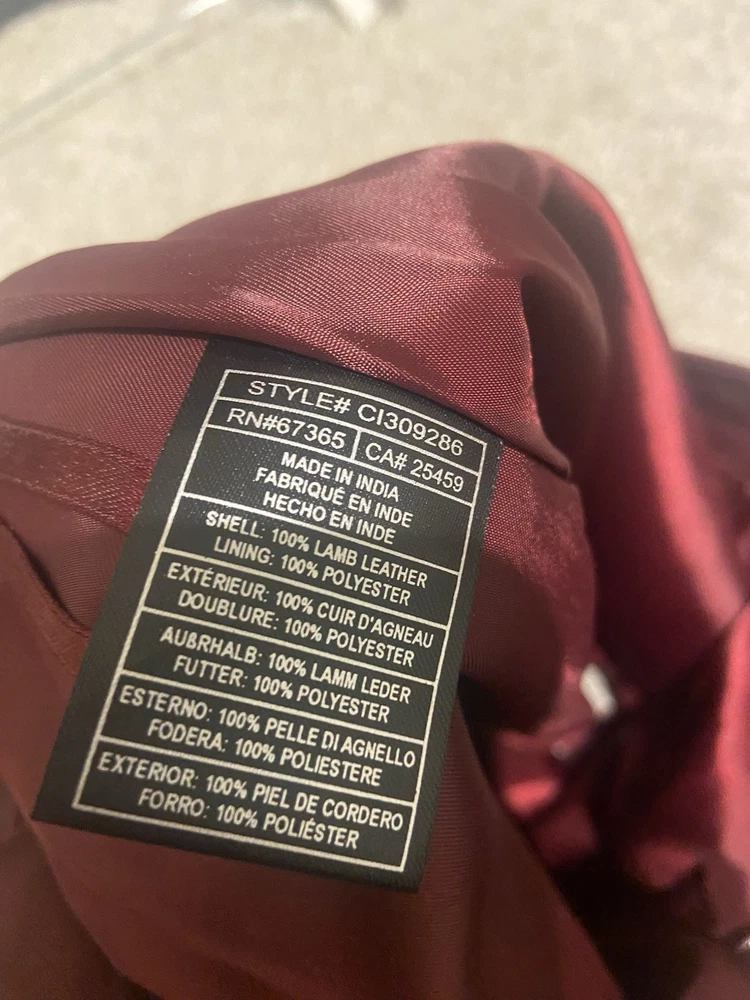 STYLE# CI309286
RN#67365 CA# 25459
MADE IN INDIA
FABRIQUÉ EN INDE
HECHO EN INDE
SHELL: 100% LAMB LEATHER
LINING: 100% POLYESTER
EXTÉRIEUR: 100% CUIR D'AGNEAU
DOUBLURE: 100% POLYESTER
AUßRHALB: 100% LAMM LEDER
FUTTER: 100% POLYESTER
ESTERNO: 100% PELLE DI AGNELLO
FODERA: 100% POLIESTERE
EXTERIOR: 100% PIEL DE CORDERO
FORRO: 100% POLIÉSTER